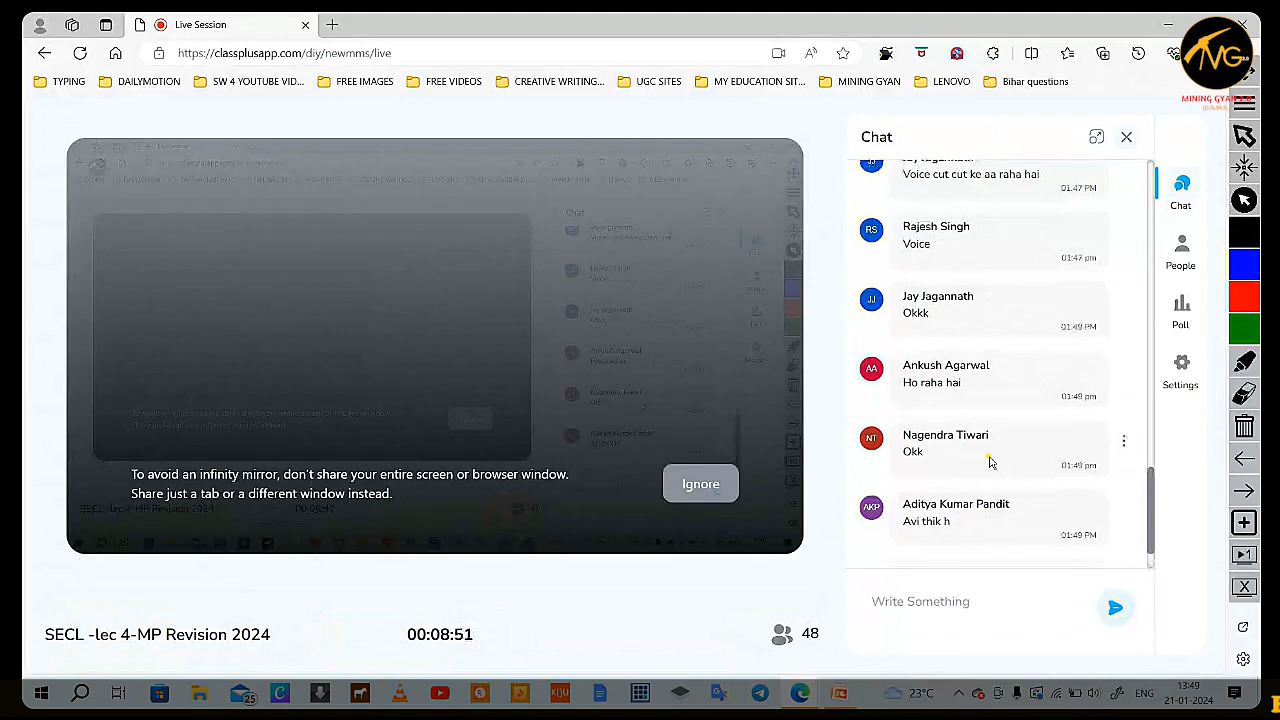 Live Session
https://classplusapp.com/diy/newmms/live
TYPING
DAILYMOTION
SW 4 YOUTUBE VID...
FREE IMAGES
FREE VIDEOS
CREATIVE WRITING...
UGC SITES
MY EDUCATION SIT...
MINING GYAN
LENOVO
Bihar questions
MINING GYAN 2.0
Chat
Jay Jagannath
Voice cut cut ke aa raha hai
01:47 PM
Rajesh Singh
Voice
01:47 pm
Jay Jagannath
Okkk
01:49 PM
Ankush Agarwal
Ho raha hai
01:49 PM
Nagendra Tiwari
Okk
01:49 pm
Aditya Kumar Pandit
Avi thik h
01:49 PM
Write Something
Chat
People
Poll
Settings
To avoid an infinity mirror, don't share your entire screen or browser window.
Share just a tab or a different window instead.
Ignore
SECL -lec 4-MP Revision 2024
00:08:51
48
23°C
ENG
13:49
21-01-2024